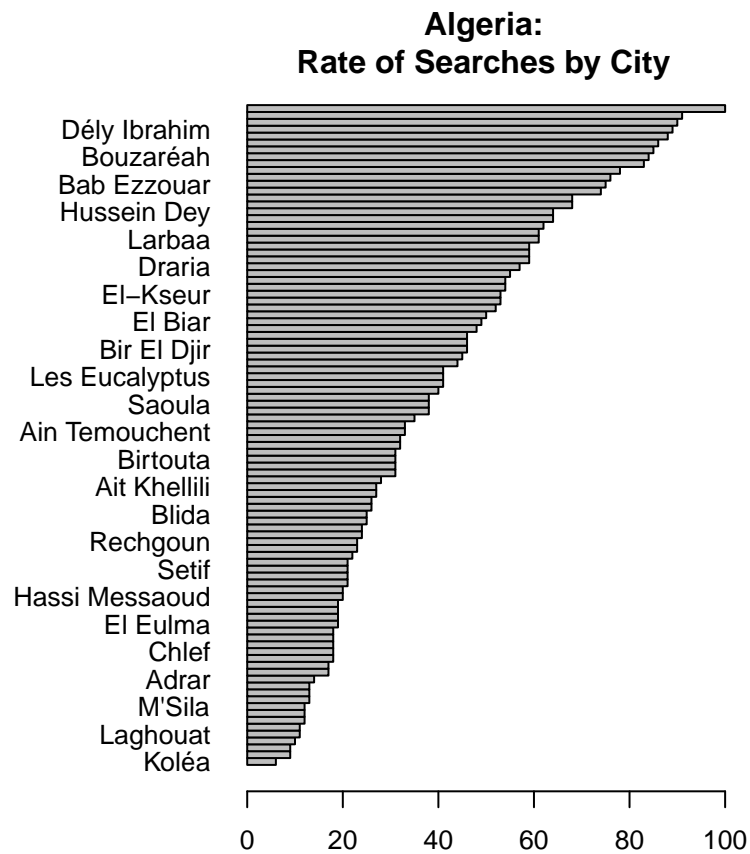 Algeria:
Rate of Searches by City
Dély Ibrahim
Bouzaréah
Bab Ezzouar
Hussein Dey
Larbaa
Draria
El−Kseur
El Biar
Bir El Djir
Les Eucalyptus
Saoula
Ain Temouchent
Birtouta
Ait Khellili
Blida
Rechgoun
Setif
Hassi Messaoud
El Eulma
Chlef
Adrar
M'Sila
Laghouat
Koléa
0 20 40 60 80 100